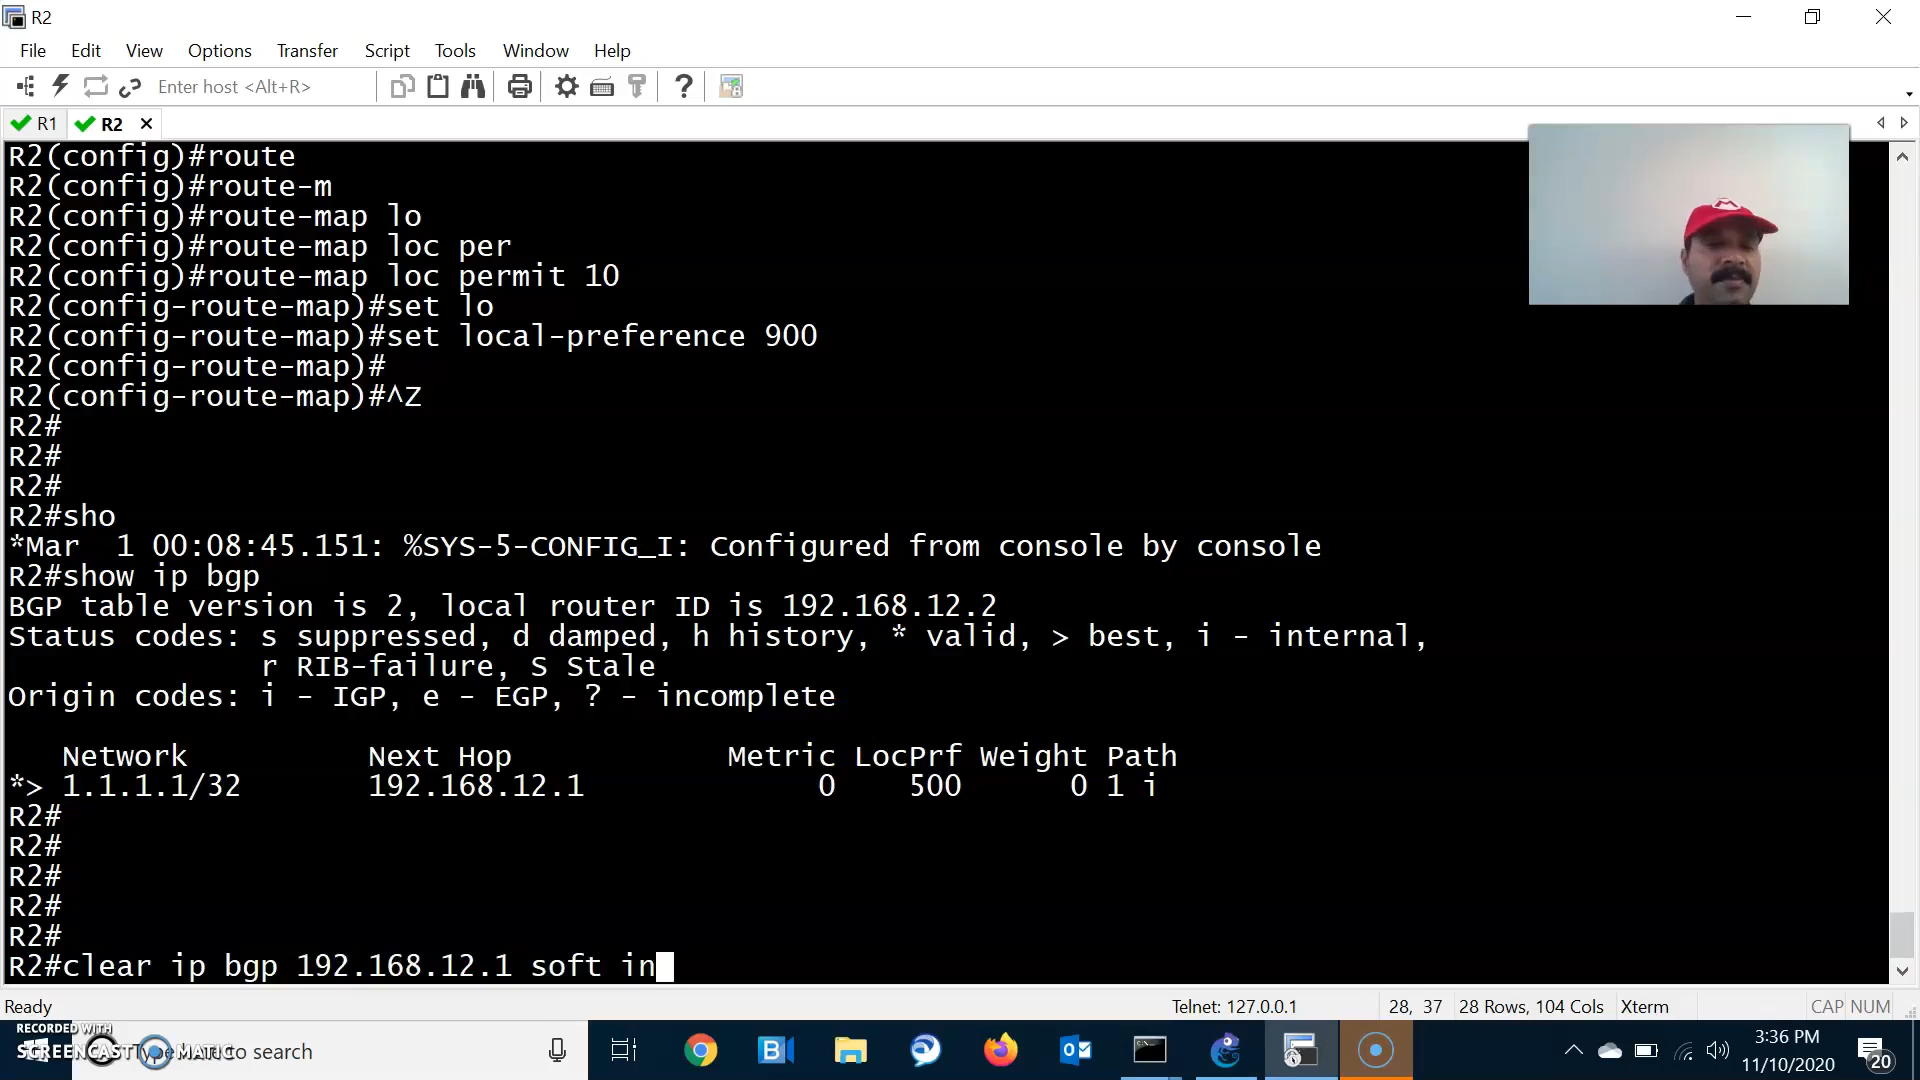 R2
File Edit View Options Transfer Script Tools Window Help
Enter host <Alt+R>
R1 R2
R2(config)#route
R2(config)#route-m
R2(config)#route-map lo
R2(config)#route-map loc per
R2(config)#route-map loc permit 10
R2(config-route-map)#set lo
R2(config-route-map)#set local-preference 900
R2(config-route-map)#
R2(config-route-map)#^Z
R2#
R2#
R2#
R2#sho
*Mar  1 00:08:45.151: %SYS-5-CONFIG_I: Configured from console by console
R2#show ip bgp
BGP table version is 2, local router ID is 192.168.12.2
Status codes: s suppressed, d damped, h history, * valid, > best, i - internal,
r RIB-failure, S Stale
Origin codes: i - IGP, e - EGP, ? - incomplete
Network Next Hop Metric LocPrf Weight Path
*> 1.1.1.1/32 192.168.12.1 0 500 0 1 i
R2#
R2#
R2#
R2#
R2#
R2#clear ip bgp 192.168.12.1 soft in
Ready Telnet: 127.0.0.1 28, 37 28 Rows, 104 Cols Xterm CAP NUM
RECORDED WITH
SCREENCAST MATIC
Type here to search
3:36 PM
11/10/2020
20
M